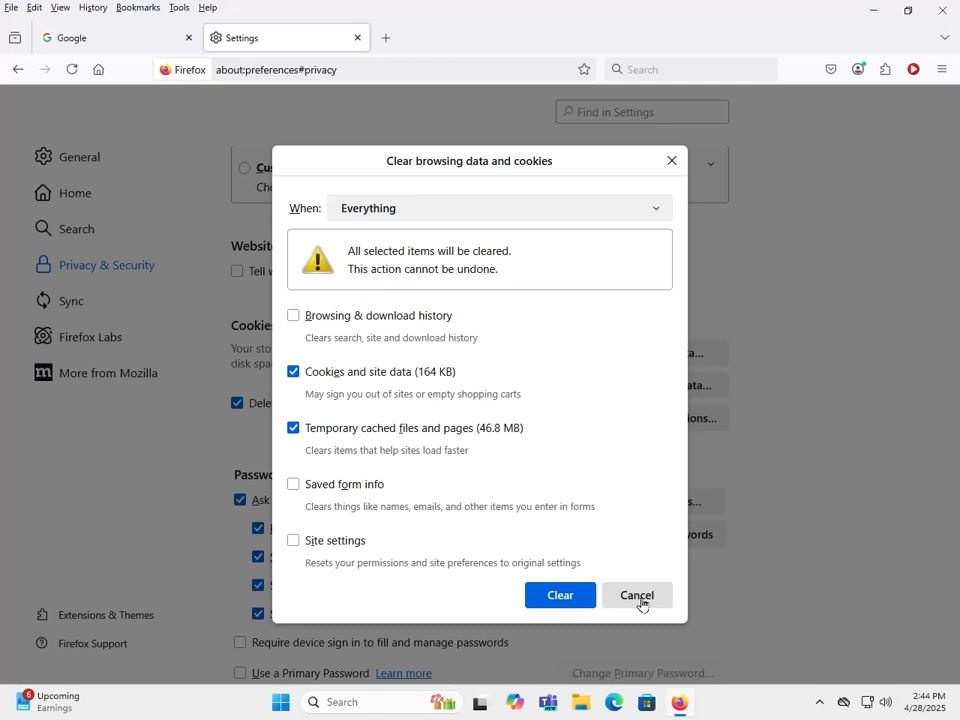 File Edit View History Bookmarks Tools Help
Google
Settings
Firefox about:preferences#privacy
Search
Find in Settings
General
Home
Search
Privacy & Security
Sync
Firefox Labs
More from Mozilla
Extensions & Themes
Firefox Support
Clear browsing data and cookies
When: Everything
All selected items will be cleared.
This action cannot be undone.
Browsing & download history
Clears search, site and download history
Cookies and site data (164 KB)
May sign you out of sites or empty shopping carts
Temporary cached files and pages (46.8 MB)
Clears items that help sites load faster
Saved form info
Clears things like names, emails, and other items you enter in forms
Site settings
Resets your permissions and site preferences to original settings
Clear Cancel
Require device sign in to fill and manage passwords
Use a Primary Password Learn more Change Primary Password...
6 Upcoming
Earnings
Search
2:44 PM
4/28/2025